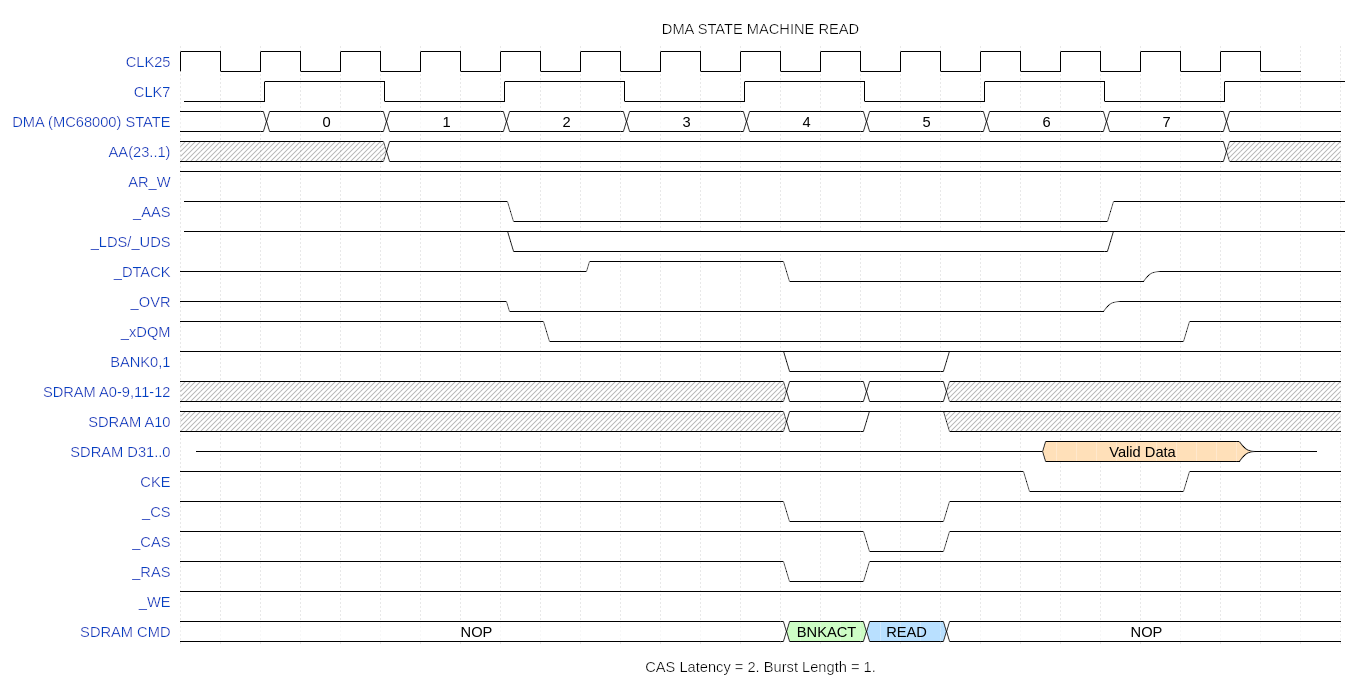 DMA STATE MACHINE READ
CLK25
CLK7
DMA (MC68000) STATE 0 1 2 3 4 5 6 7
AA(23..1)
AR_W
_AAS
_LDS/_UDS
_DTACK
_OVR
_xDQM
BANK0,1
SDRAM A0-9,11-12
SDRAM A10
SDRAM D31..0 Valid Data
CKE
_CS
_CAS
_RAS
_WE
SDRAM CMD NOP BNKACT READ NOP
CAS Latency = 2. Burst Length = 1.